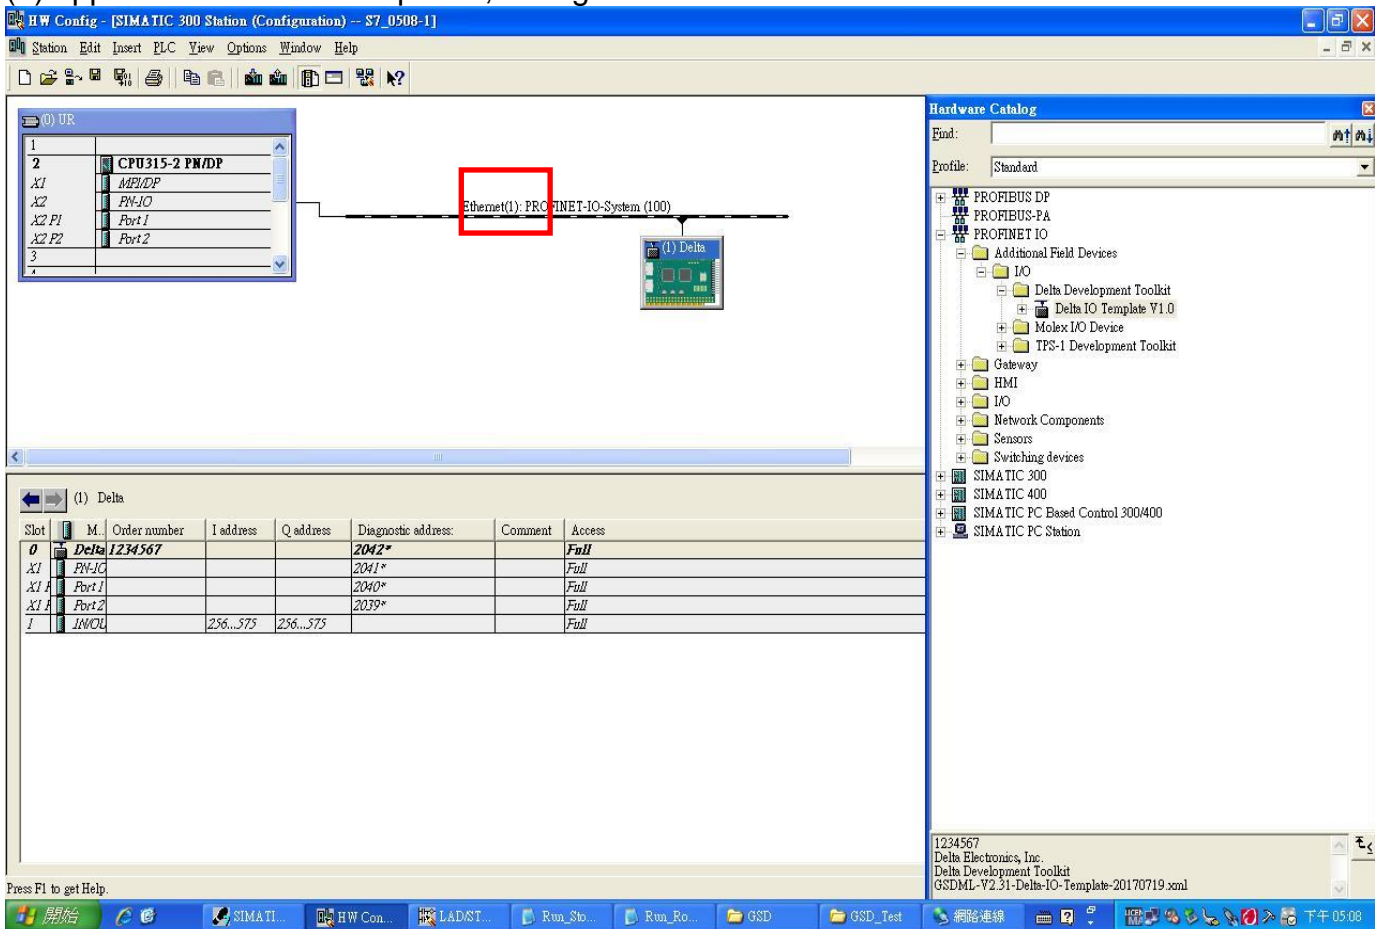 HW Config - [SIMATIC 300 Station (Configuration) -- S7_0508-1]
Station Edit Insert PLC View Options Window Help
(0) UR
1
2 CPU315-2 PN/DP
X1 MPI/DP
X2 PN-IO
X2 P1 Port 1
X2 P2 Port 2
3
Ethernet(1): PROFINET-IO-System (100)
(1) Delta
Hardware Catalog
Find:
Profile: Standard
PROFIBUS DP
PROFIBUS-PA
PROFINET IO
Additional Field Devices
I/O
Delta Development Toolkit
Delta IO Template V1.0
Molex I/O Device
TPS-1 Development Toolkit
Gateway
HMI
I/O
Network Components
Sensors
Switching devices
SIMATIC 300
SIMATIC 400
SIMATIC PC Based Control 300/400
SIMATIC PC Station
(1) Delta
Slot M.. Order number I address Q address Diagnostic address: Comment Access
0 Delta 1234567 2042* Full
X1 PN-IO 2041* Full
X1 Port 1 2040* Full
X1 Port 2 2039* Full
1 IN/OU 256...575 256...575 Full
1234567
Delta Electronics, Inc.
Delta Development Toolkit
GSDML-V2.31-Delta-IO-Template-20170719.xml
Press F1 to get Help.
開始 SIMATI... HW Con... LAD/ST... Run_Sto... Run_Ro... GSD GSD_Test 網路連線 下午 05:08